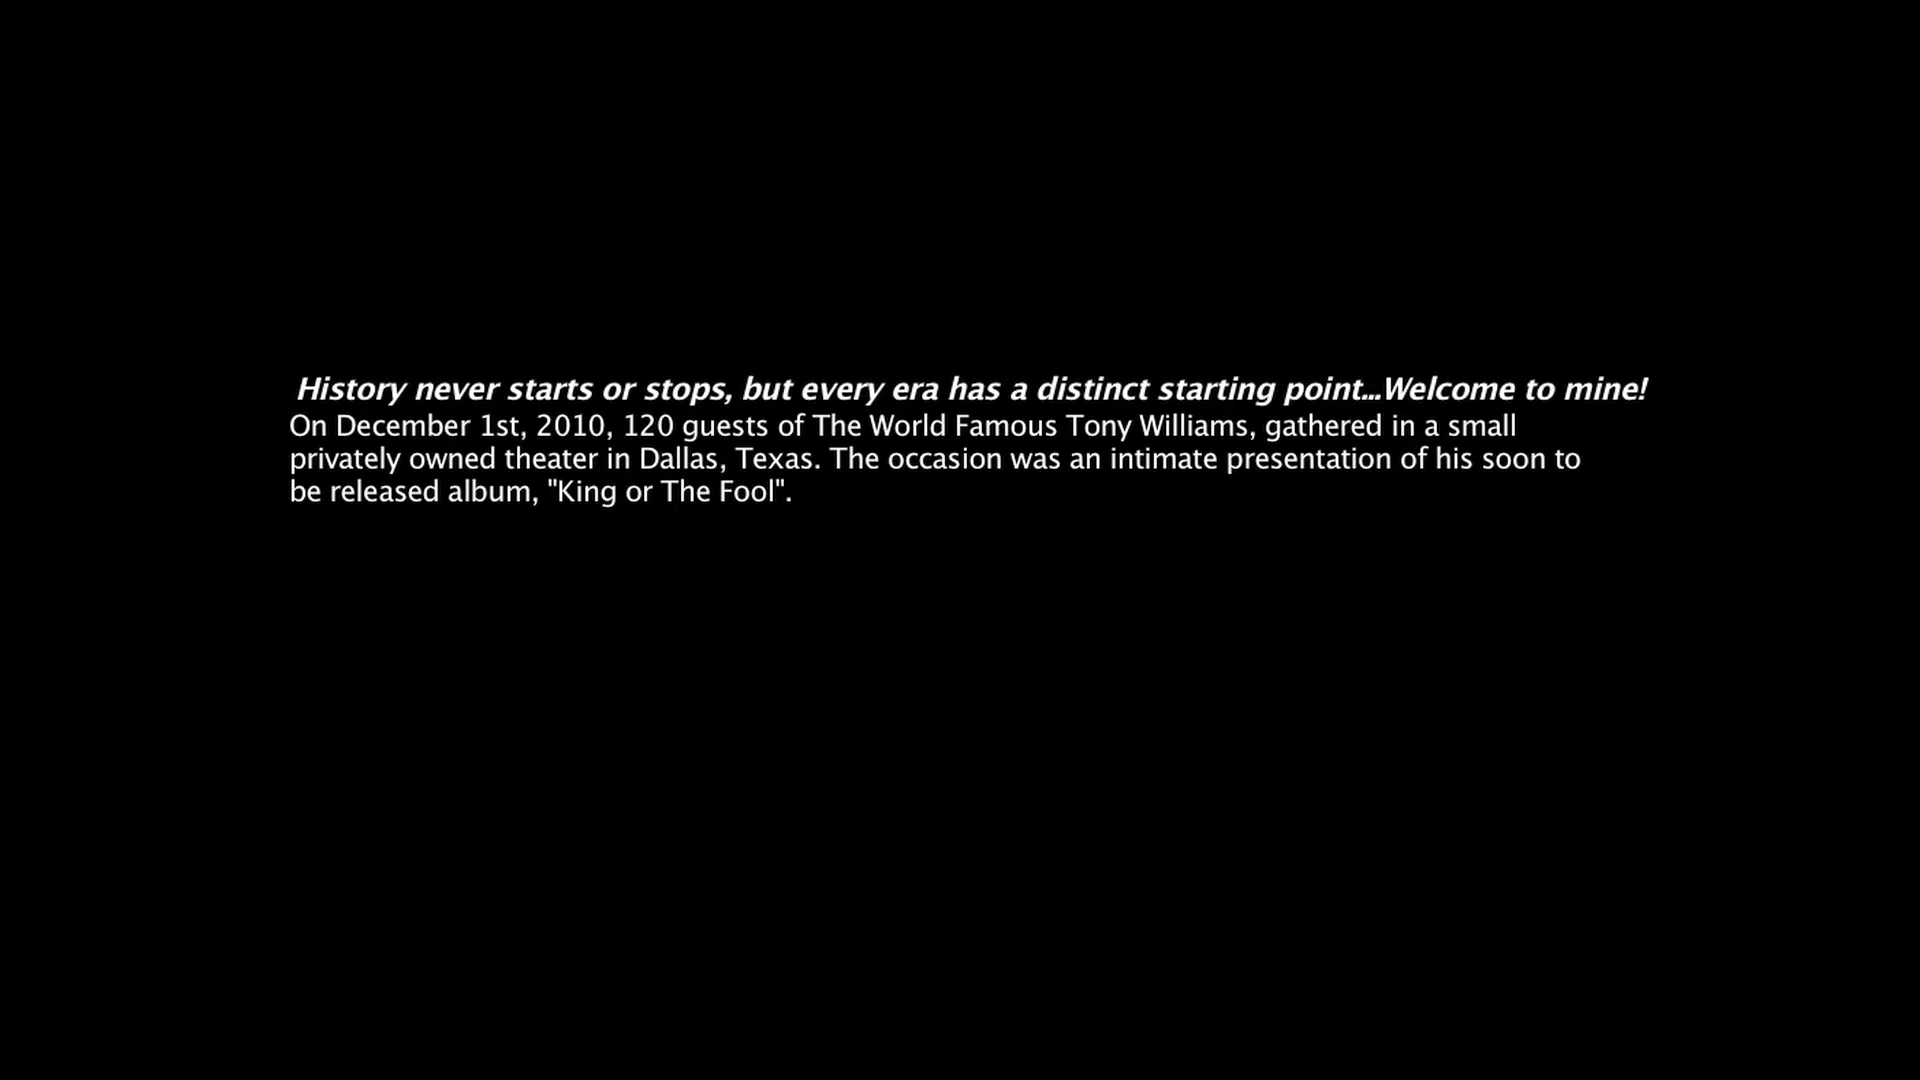 History never starts or stops, but every era has a distinct starting point...Welcome to mine!
On December 1st, 2010, 120 guests of The World Famous Tony Williams, gathered in a small
privately owned theater in Dallas, Texas. The occasion was an intimate presentation of his soon to
be released album, "King or The Fool".